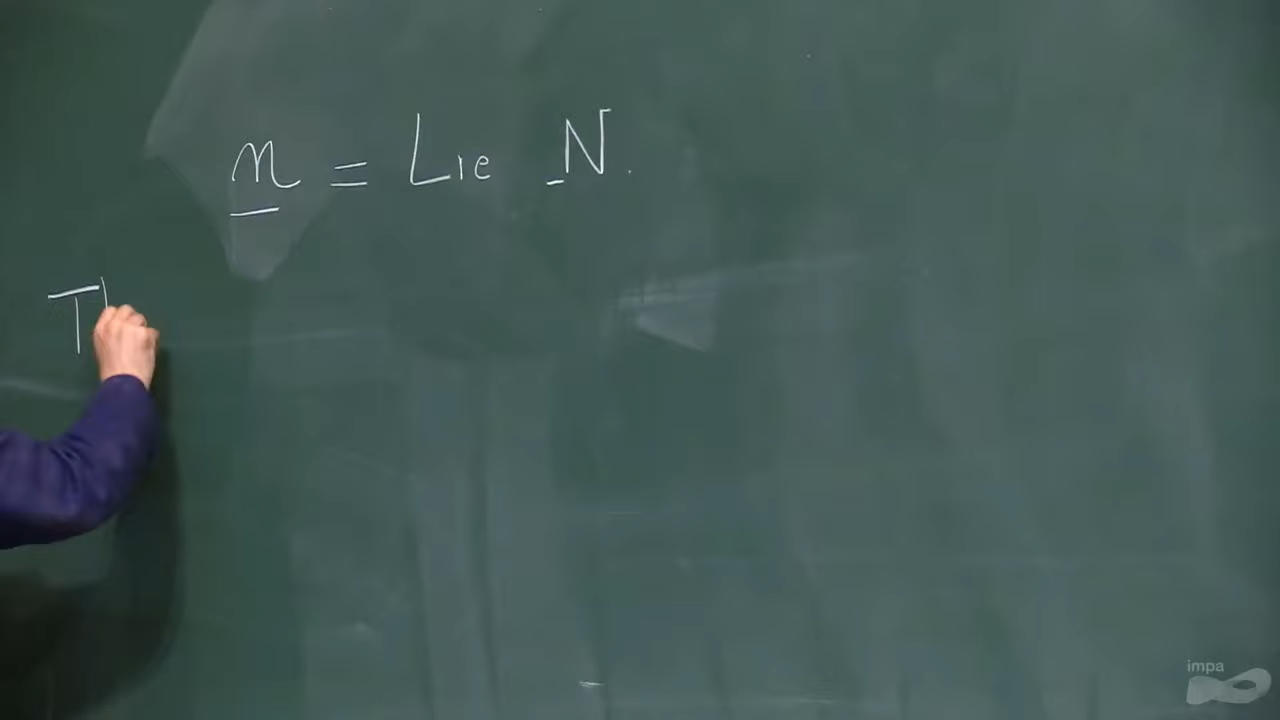 n = Lie N.
T
impa